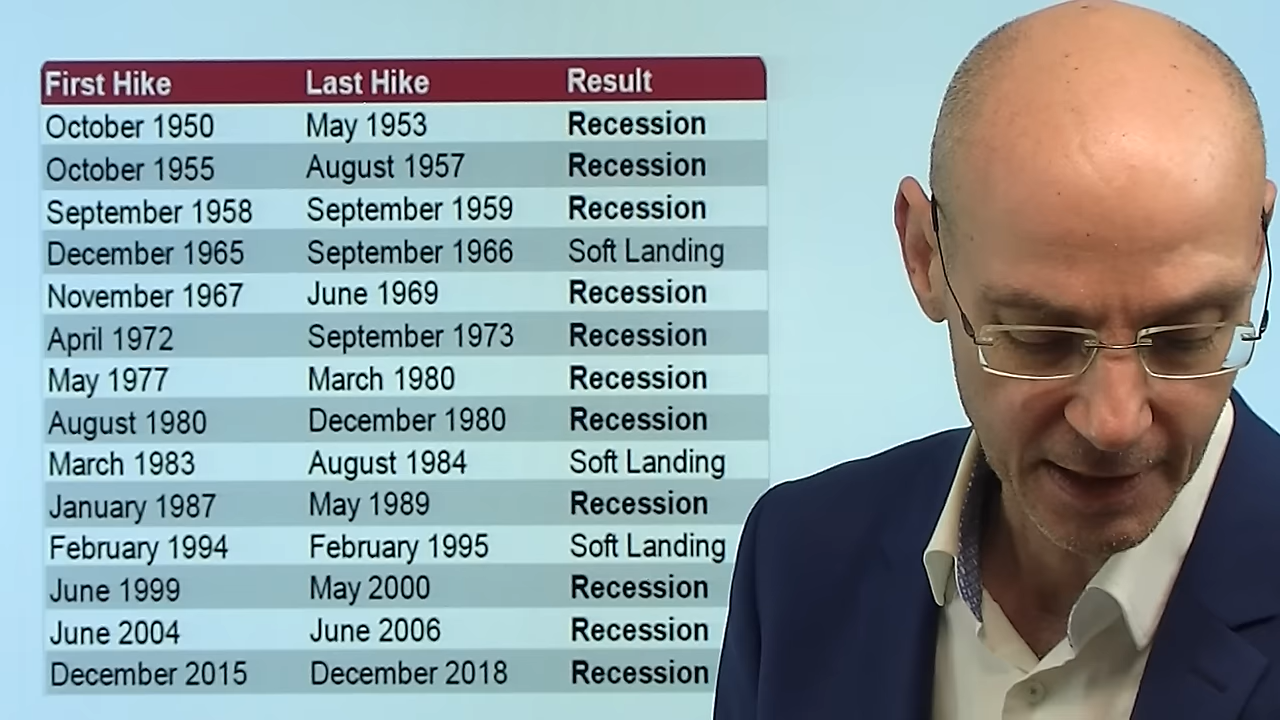 First Hike Last Hike Result
October 1950 May 1953 Recession
October 1955 August 1957 Recession
September 1958 September 1959 Recession
December 1965 September 1966 Soft Landing
November 1967 June 1969 Recession
April 1972 September 1973 Recession
May 1977 March 1980 Recession
August 1980 December 1980 Recession
March 1983 August 1984 Soft Landing
January 1987 May 1989 Recession
February 1994 February 1995 Soft Landing
June 1999 May 2000 Recession
June 2004 June 2006 Recession
December 2015 December 2018 Recession